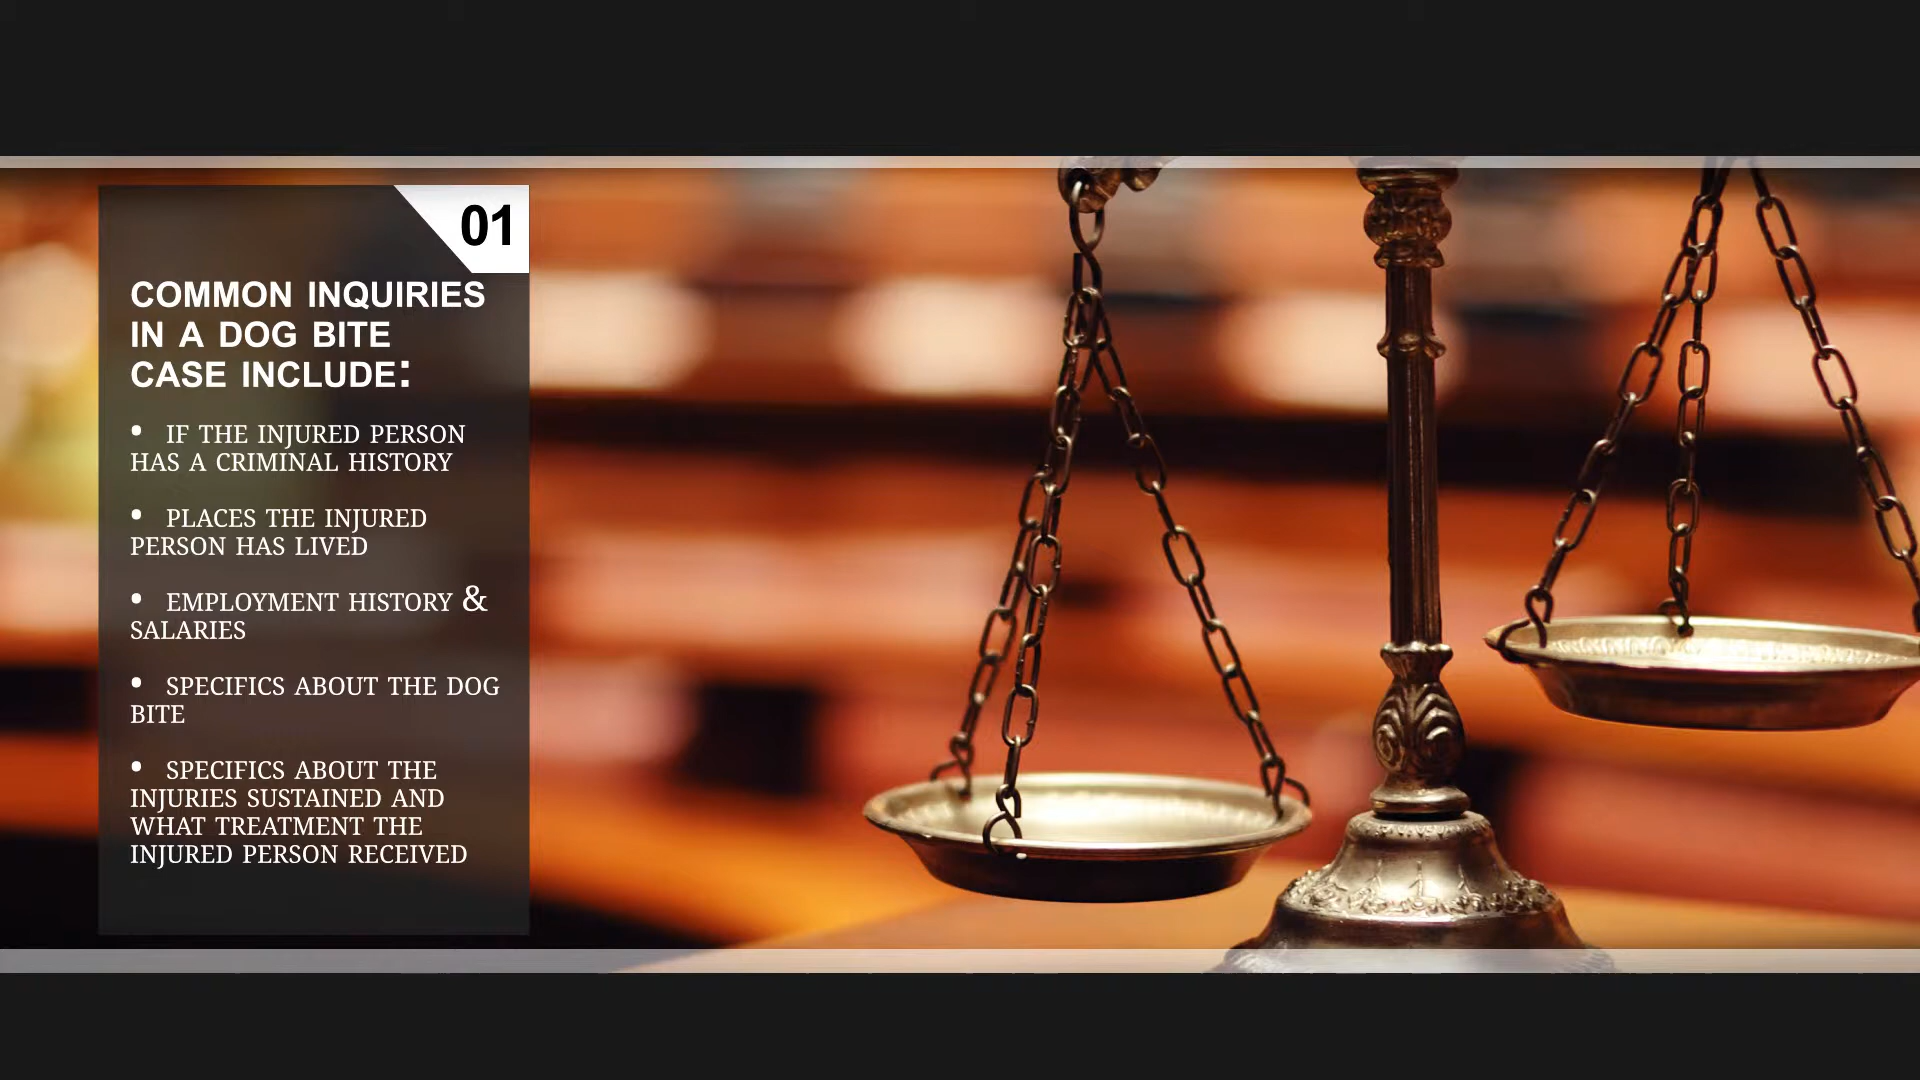 01
COMMON INQUIRIES
IN A DOG BITE
CASE INCLUDE:
• IF THE INJURED PERSON
HAS A CRIMINAL HISTORY
• PLACES THE INJURED
PERSON HAS LIVED
• EMPLOYMENT HISTORY &
SALARIES
• SPECIFICS ABOUT THE DOG
BITE
• SPECIFICS ABOUT THE
INJURIES SUSTAINED AND
WHAT TREATMENT THE
INJURED PERSON RECEIVED